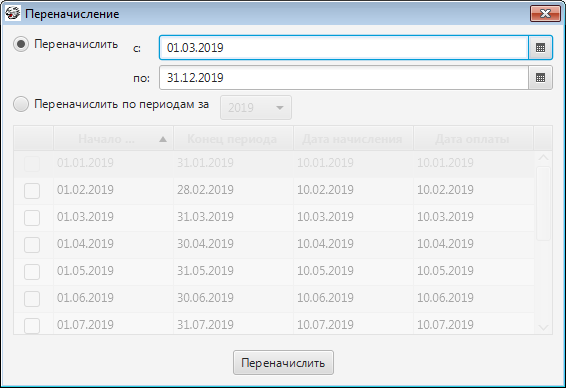 Переначисление
Переначислить с: 01.03.2019
по: 31.12.2019
Переначислить по периодам за 2019
Начало ... Конец периода Дата начисления Дата оплаты
01.01.2019 31.01.2019 10.01.2019 10.01.2019
01.02.2019 28.02.2019 10.02.2019 10.02.2019
01.03.2019 31.03.2019 10.03.2019 10.03.2019
01.04.2019 30.04.2019 10.04.2019 10.04.2019
01.05.2019 31.05.2019 10.05.2019 10.05.2019
01.06.2019 30.06.2019 10.06.2019 10.06.2019
01.07.2019 31.07.2019 10.07.2019 10.07.2019
Переначислить